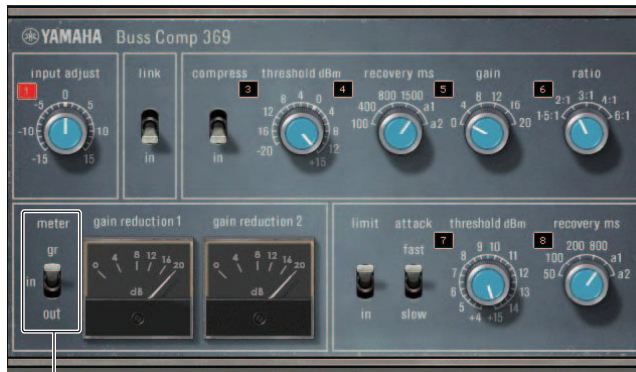 YAMAHA Buss Comp 369
input adjust
1
-15 -10 -5 0 5 10 15
link
in
compress
in
3
threshold dBm
-20 16 12 8 4 0 4 8 12 +15
4
recovery ms
100 400 800 1500 a1 a2
5
gain
0 4 8 12 16 20
6
ratio
1·5:1 2:1 3:1 4:1 6:1
meter
gr
in
out
gain reduction 1
0 4 8 12 16 20
dB
gain reduction 2
0 4 8 12 16 20
dB
limit
in
attack
fast
slow
7
threshold dBm
+4 5 6 7 8 9 10 11 12 13 14 +15
8
recovery ms
50 100 200 800 a1 a2